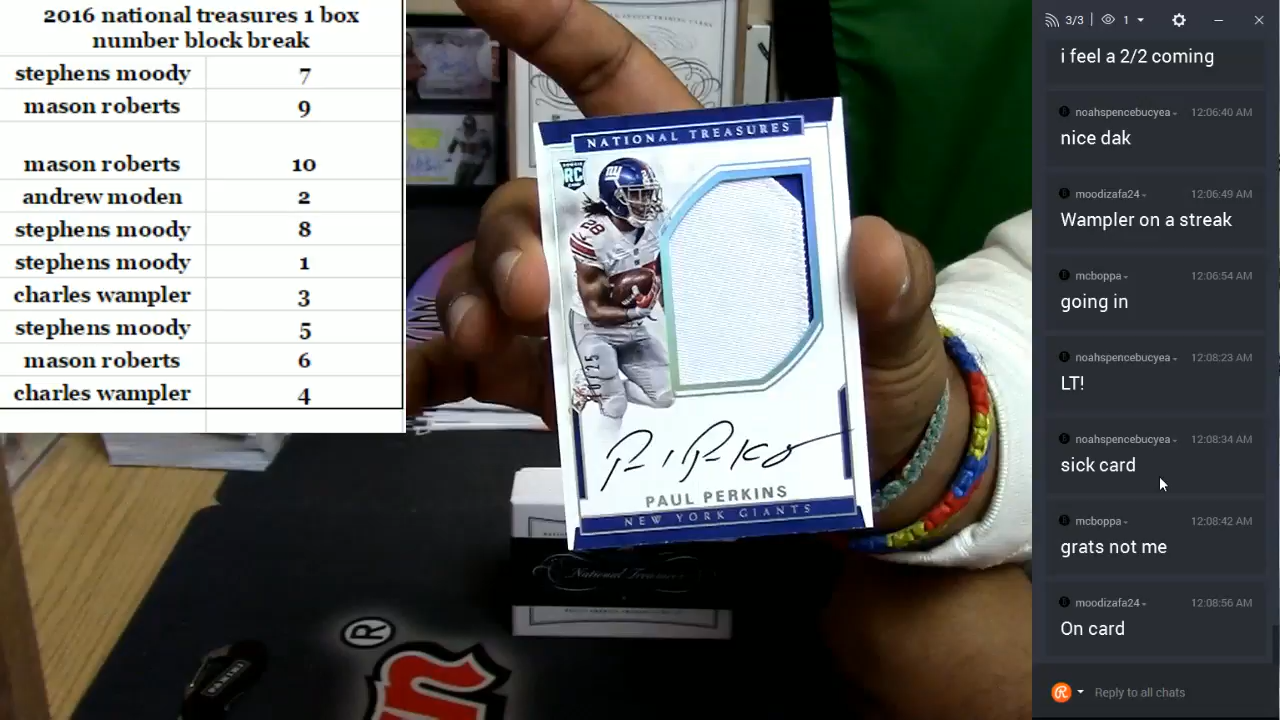 2016 national treasures 1 box
number block break
stephens moody 7
mason roberts 9
mason roberts 10
andrew moden 2
stephens moody 8
stephens moody 1
charles wampler 3
stephens moody 5
mason roberts 6
charles wampler 4
NATIONAL TREASURES
RC
ny
28
/25
PAUL PERKINS
NEW YORK GIANTS
National Treasures
®
PANINI
3/3 1
i feel a 2/2 coming
noahspencebucyea 12:06:40 AM
nice dak
moodizafa24 12:06:49 AM
Wampler on a streak
mcboppa 12:06:54 AM
going in
noahspencebucyea 12:08:23 AM
LT!
noahspencebucyea 12:08:34 AM
sick card
mcboppa 12:08:42 AM
grats not me
moodizafa24 12:08:56 AM
On card
Reply to all chats